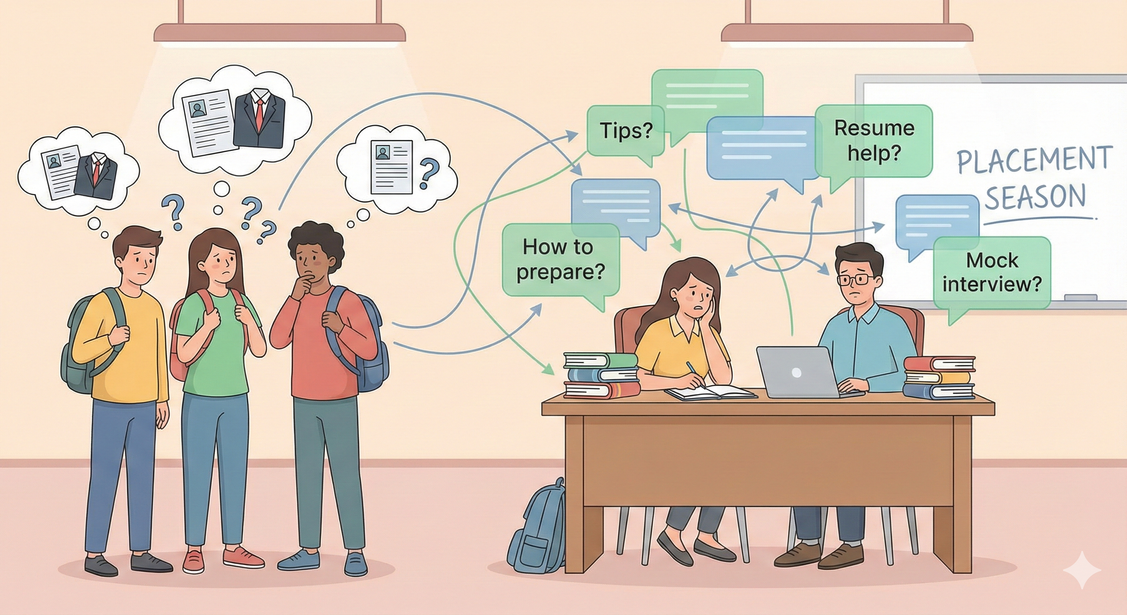 Tips?
Resume
help?
PLACEMENT
SEASON
How to
prepare?
Mock
interview?